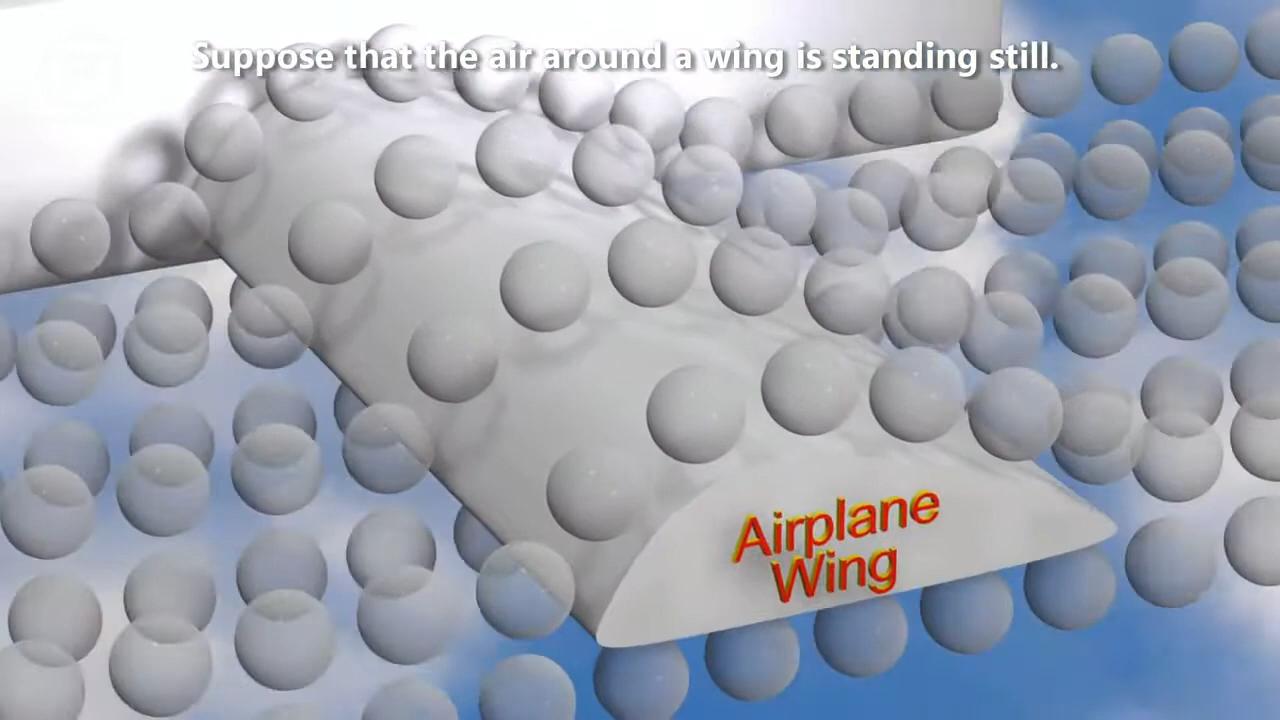 Suppose that the air around a wing is standing still.
Airplane
Wing